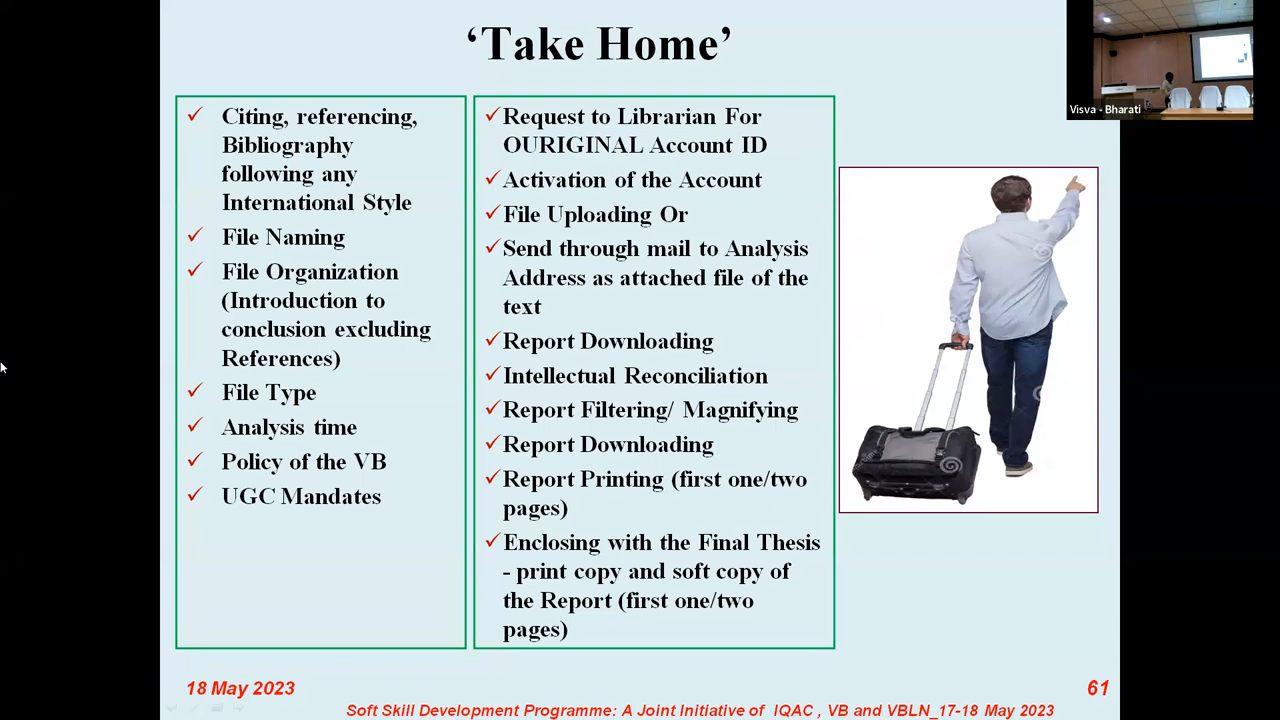 ‘Take Home’
Citing, referencing,
Bibliography
following any
International Style
File Naming
File Organization
(Introduction to
conclusion excluding
References)
File Type
Analysis time
Policy of the VB
UGC Mandates
Request to Librarian For
OURIGINAL Account ID
Activation of the Account
File Uploading Or
Send through mail to Analysis
Address as attached file of the
text
Report Downloading
Intellectual Reconciliation
Report Filtering/ Magnifying
Report Downloading
Report Printing (first one/two
pages)
Enclosing with the Final Thesis
- print copy and soft copy of
the Report (first one/two
pages)
Visva - Bharati
18 May 2023
61
Soft Skill Development Programme: A Joint Initiative of IQAC , VB and VBLN_17-18 May 2023